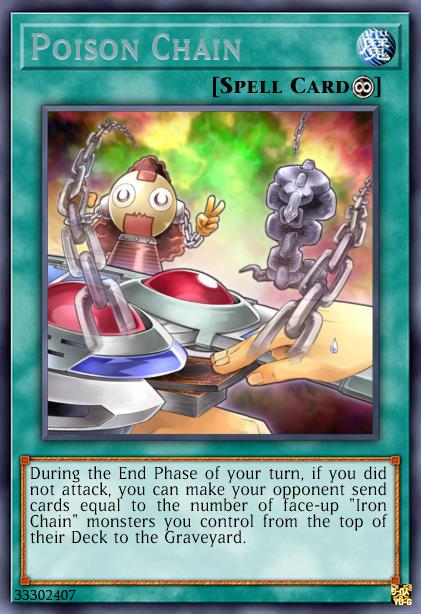 Poison Chain
[Spell Card]
During the End Phase of your turn, if you did
not attack, you can make your opponent send
cards equal to the number of face-up "Iron
Chain" monsters you control from the top of
their Deck to the Graveyard.
33302407